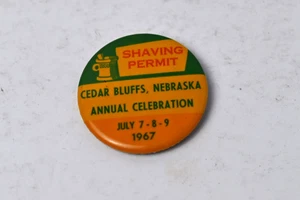 SHAVING
PERMIT
CEDAR BLUFFS, NEBRASKA
ANNUAL CELEBRATION
JULY 7-8-9
1967